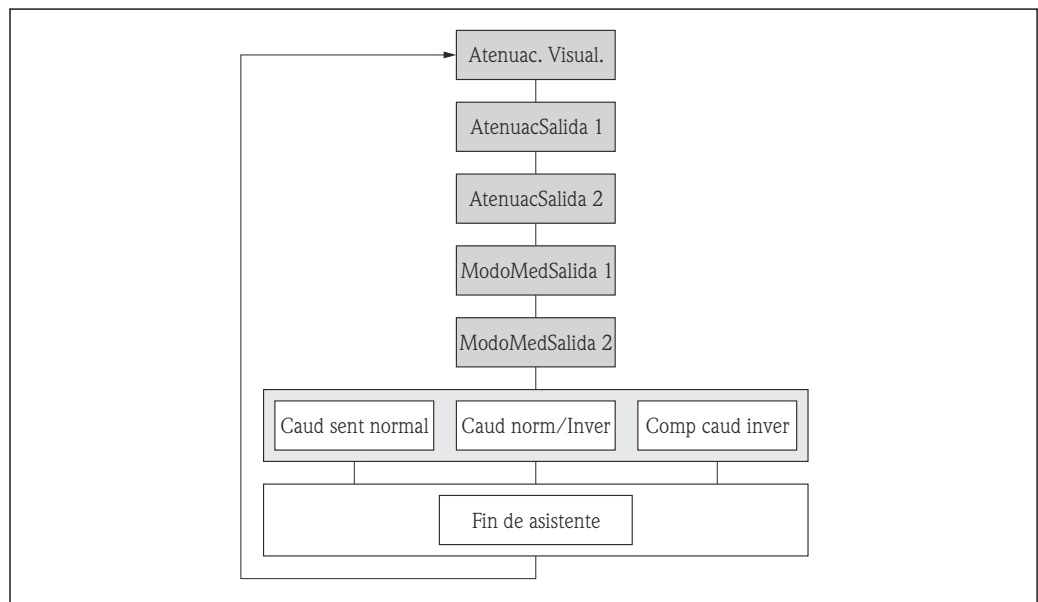 Atenuac. Visual.
AtenuacSalida 1
AtenuacSalida 2
ModoMedSalida 1
ModoMedSalida 2
Caud sent normal
Caud norm/Inver
Comp caud inver
Fin de asistente